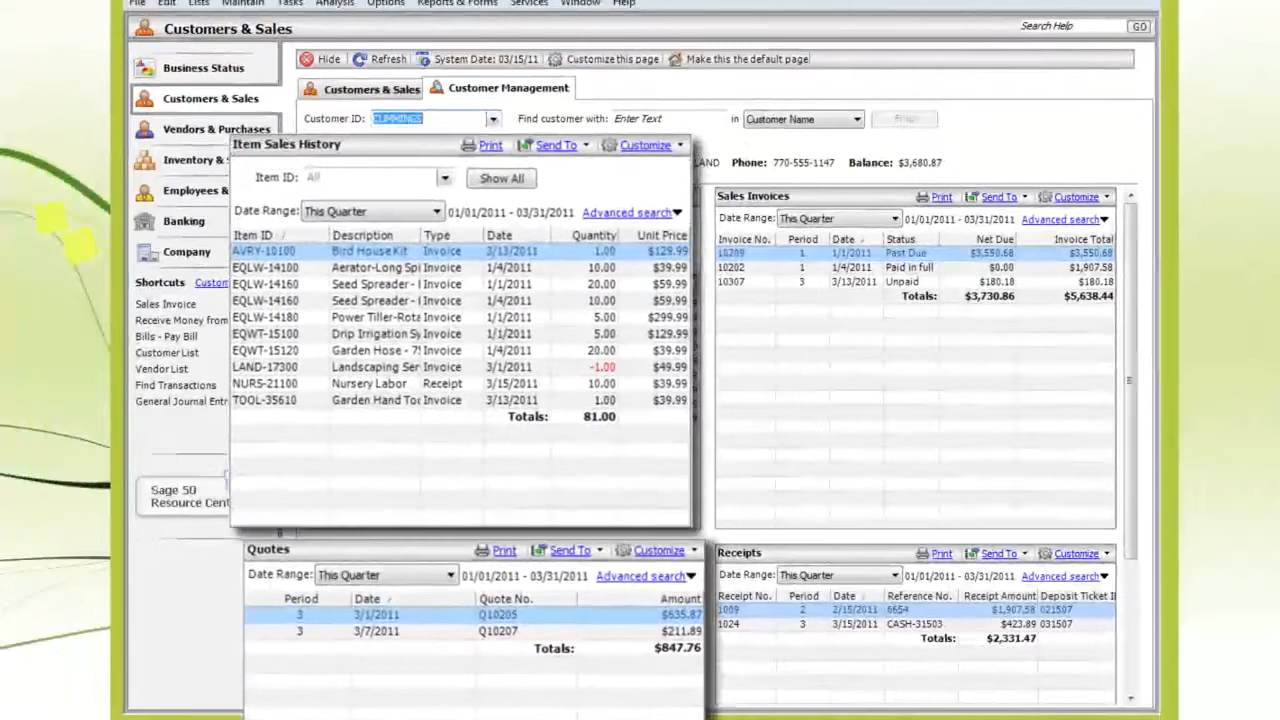 File Edit Lists Maintain Tasks Analysis Options Reports & Forms Services Window Help
Customers & Sales
Search Help
GO
Business Status
Customers & Sales
Vendors & Purchases
Inventory &
Employees &
Banking
Company
Shortcuts Custom
Sales Invoice
Receive Money from
Bills - Pay Bill
Customer List
Vendor List
Find Transactions
General Journal Entr
Sage 50
Resource Cent
Hide Refresh System Date: 03/15/11 Customize this page Make this the default page
Customers & Sales Customer Management
Customer ID: CUMMINGS Find customer with: Enter Text in Customer Name
LAND Phone: 770-555-1147 Balance: $3,680.87
Item Sales History Print Send To Customize
Item ID: All Show All
Date Range: This Quarter 01/01/2011 - 03/31/2011 Advanced search
Item ID Description Type Date Quantity Unit Price
AVRY-10100 Bird House Kit Invoice 3/13/2011 1.00 $129.99
EQLW-14100 Aerator-Long Spi Invoice 1/4/2011 10.00 $39.99
EQLW-14160 Seed Spreader - Invoice 1/1/2011 20.00 $59.99
EQLW-14160 Seed Spreader - Invoice 1/4/2011 10.00 $59.99
EQLW-14180 Power Tiller-Rota Invoice 1/1/2011 5.00 $299.99
EQWT-15100 Drip Irrigation Sy Invoice 1/1/2011 5.00 $129.99
EQWT-15120 Garden Hose - 7 Invoice 1/4/2011 20.00 $39.99
LAND-17300 Landscaping Ser Invoice 3/1/2011 -1.00 $49.99
NURS-21100 Nursery Labor Receipt 3/15/2011 10.00 $39.99
TOOL-35610 Garden Hand Too Invoice 3/13/2011 1.00 $39.99
Totals: 81.00
Sales Invoices Print Send To Customize
Date Range: This Quarter 01/01/2011 - 03/31/2011 Advanced search
Invoice No. Period Date Status Net Due Invoice Total
10209 1 1/1/2011 Past Due $3,550.68 $3,550.68
10202 1 1/4/2011 Paid in full $0.00 $1,907.58
10307 3 3/13/2011 Unpaid $180.18 $180.18
Totals: $3,730.86 $5,638.44
Quotes Print Send To Customize
Date Range: This Quarter 01/01/2011 - 03/31/2011 Advanced search
Period Date Quote No. Amount
3 3/1/2011 Q10205 $635.87
3 3/7/2011 Q10207 $211.89
Totals: $847.76
Receipts Print Send To Customize
Date Range: This Quarter 01/01/2011 - 03/31/2011 Advanced search
Receipt No. Period Date Reference No. Receipt Amount Deposit Ticket I
1009 2 2/15/2011 6654 $1,907.58 021507
1024 3 3/15/2011 CASH-31503 $423.89 031507
Totals: $2,331.47